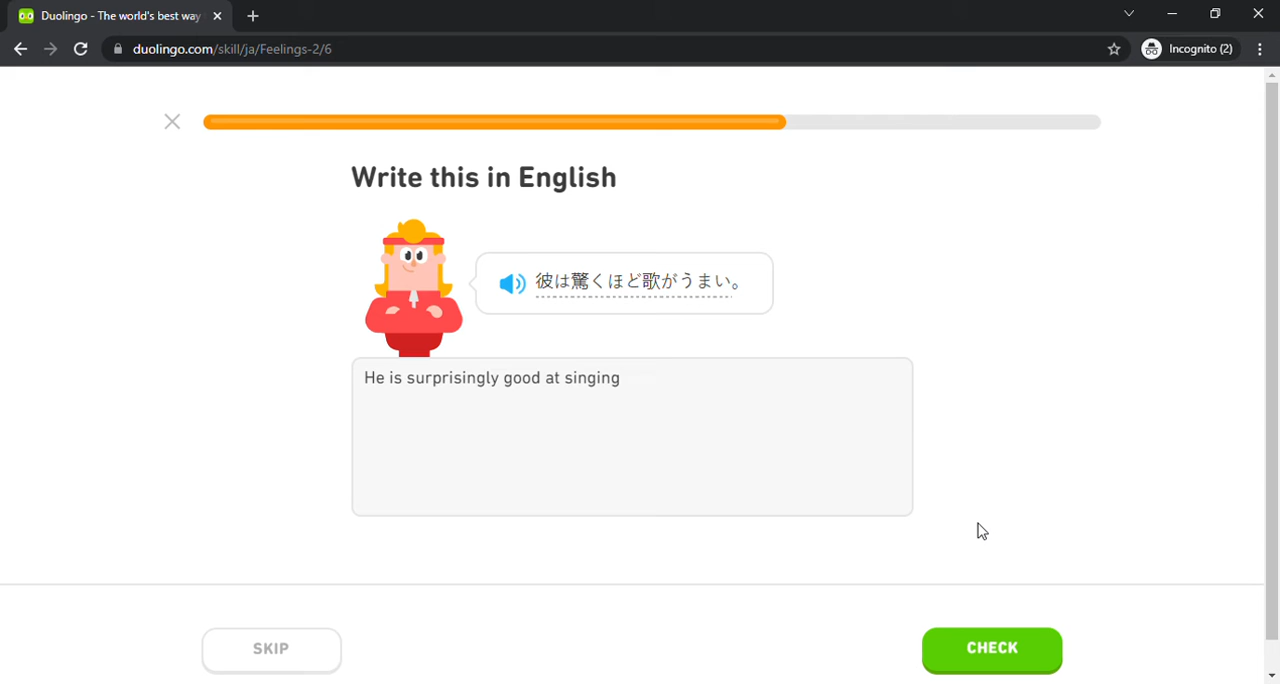 Duolingo - The world's best way
duolingo.com/skill/ja/Feelings-2/6
Incognito (2)
Write this in English
彼は驚くほど歌がうまい。
He is surprisingly good at singing
SKIP
CHECK